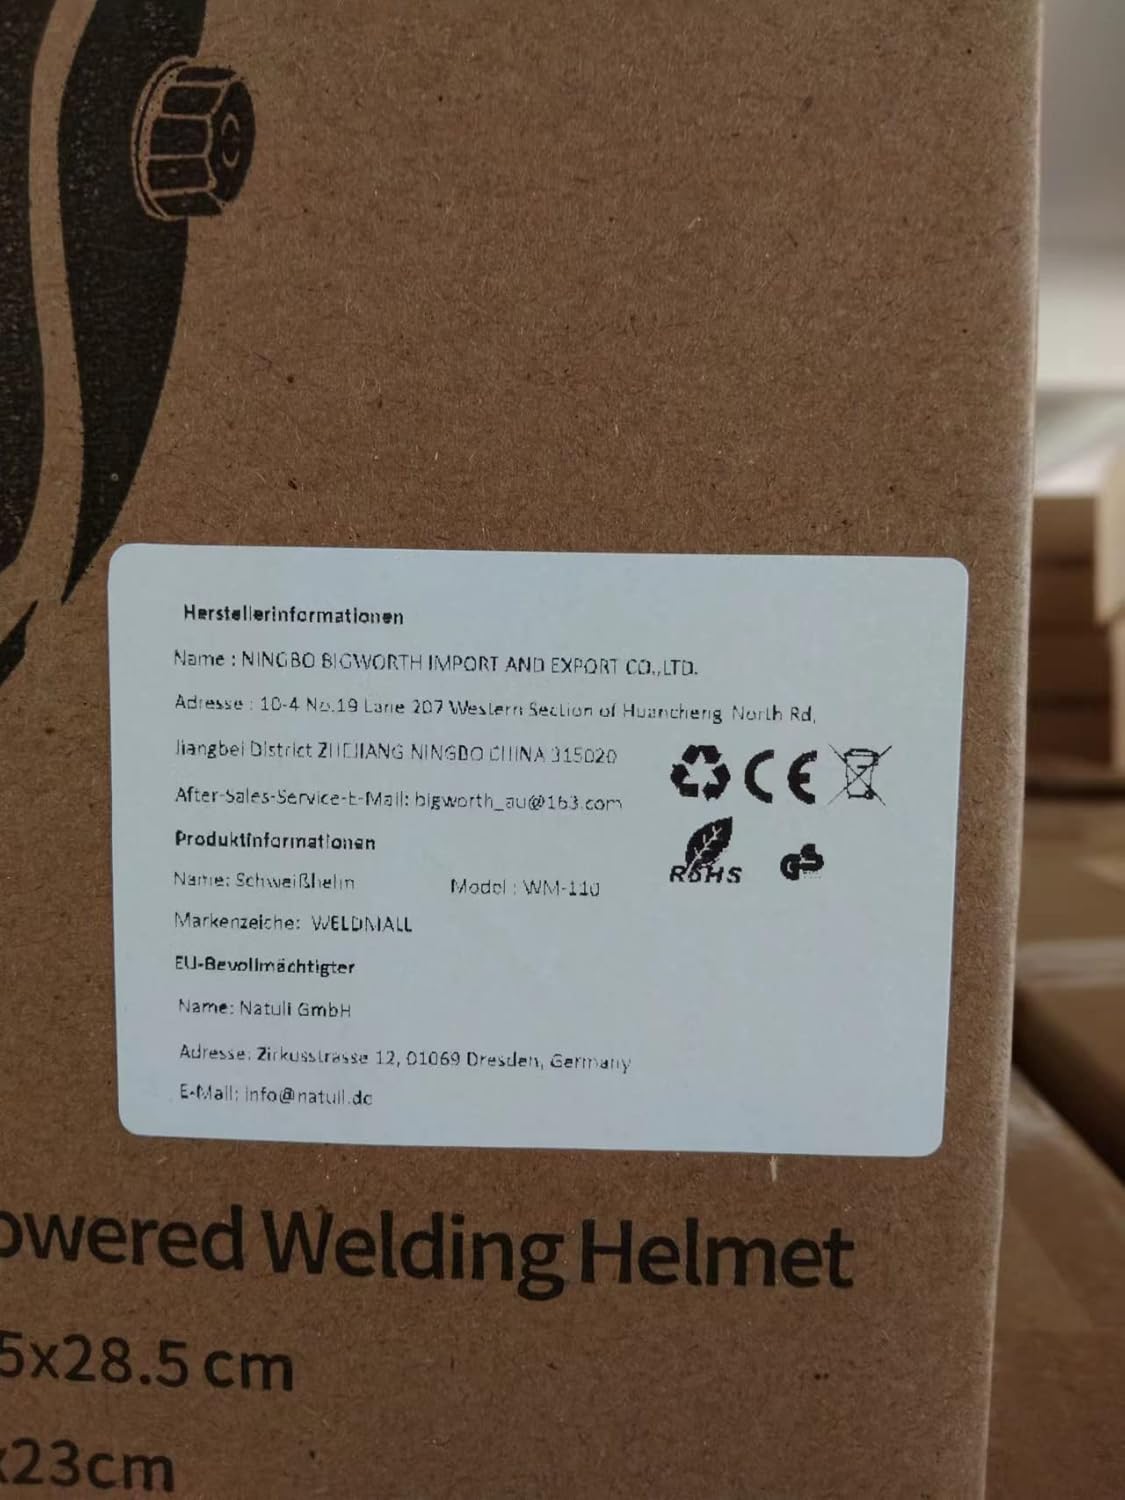 Herstellerinformationen
Name : NINGBO BIGWORTH IMPORT AND EXPORT CO.,LTD.
Adresse : 10-4 No.19 Lane 207 Western Section of Huancheng North Rd,
Jiangbei District ZHEJIANG NINGBO CHINA 315020
After-Sales-Service-E-Mail: bigworth_au@163.com
Produktinformationen
Name: Schweißhelm Model : WM-110
Markenzeiche: WELDMALL
EU-Bevollmächtigter
Name: Natuli GmbH
Adresse: Zirkusstrasse 12, 01069 Dresden, Germany
E-Mail: info@natuli.de
CE
RoHS
GS
owered Welding Helmet
5x28.5 cm
x23cm